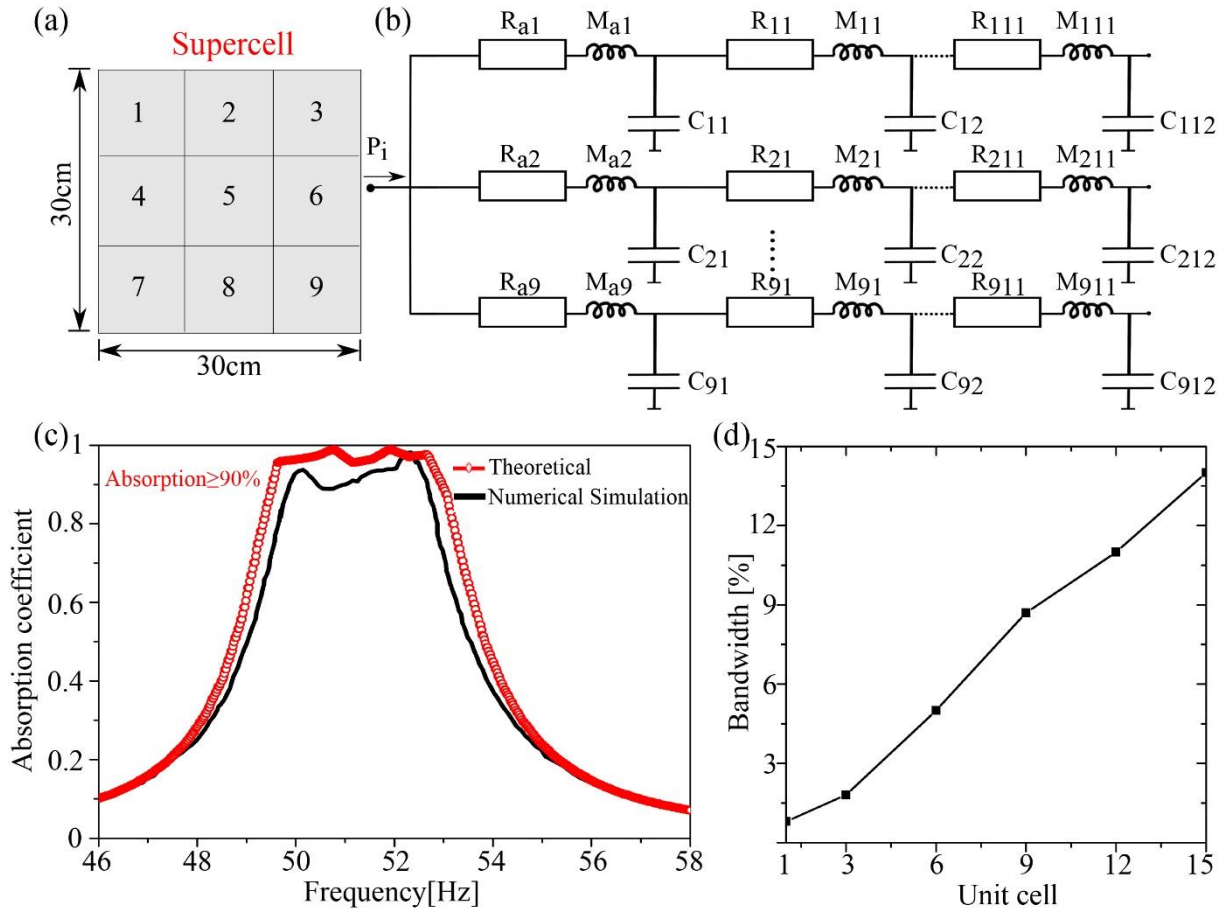 (a)
Supercell
1 2 3
4 5 6
7 8 9
30cm
30cm
(b)
Pi
Ra1 Ma1 R11 M11 R111 M111
C11 C12 C112
Ra2 Ma2 R21 M21 R211 M211
C21 C22 C212
Ra9 Ma9 R91 M91 R911 M911
C91 C92 C912
(c)
Absorption≥90%
Theoretical
Numerical Simulation
Absorption coefficient
1
0.8
0.6
0.4
0.2
0
46 48 50 52 54 56 58
Frequency[Hz]
(d)
Bandwidth [%]
15
12
9
6
3
1 3 6 9 12 15
Unit cell